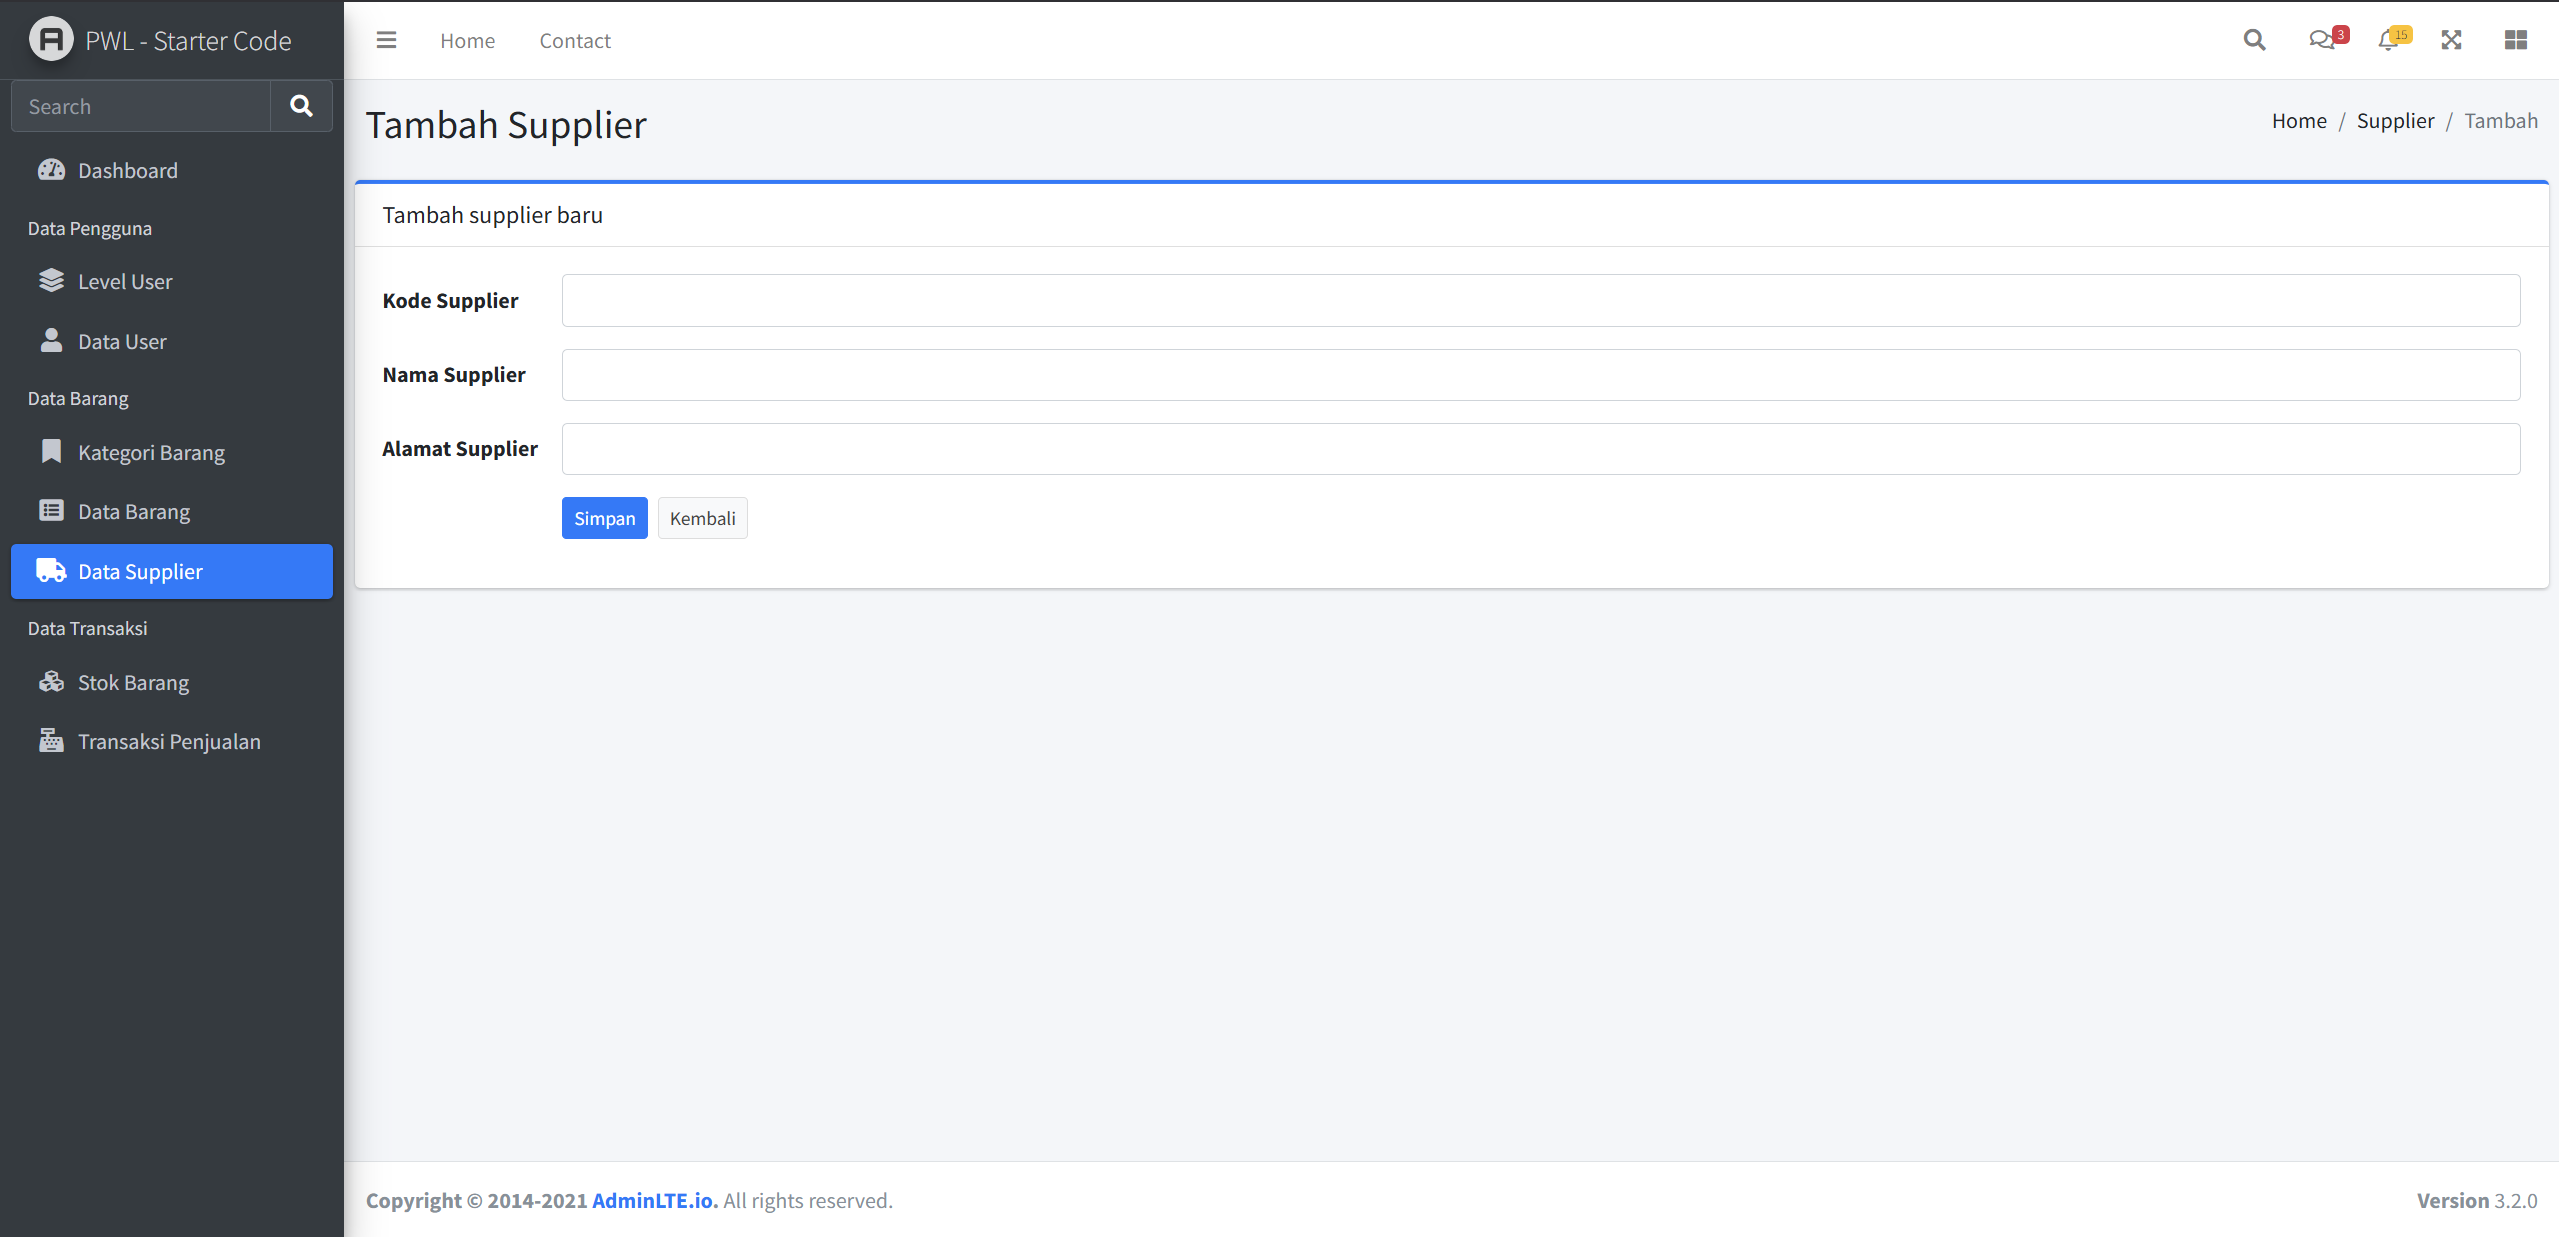 PWL - Starter Code
Home Contact
3
15
Search
Dashboard
Data Pengguna
Level User
Data User
Data Barang
Kategori Barang
Data Barang
Data Supplier
Data Transaksi
Stok Barang
Transaksi Penjualan
Tambah Supplier
Home / Supplier / Tambah
Tambah supplier baru
Kode Supplier
Nama Supplier
Alamat Supplier
Simpan Kembali
Copyright © 2014-2021 AdminLTE.io. All rights reserved.
Version 3.2.0